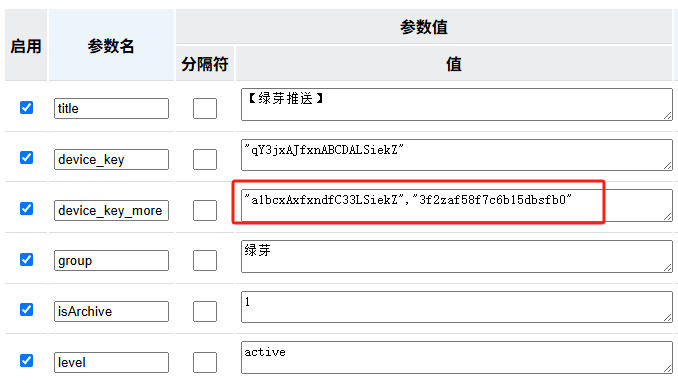 启用 参数名 参数值
分隔符 值
title 【绿芽推送】
device_key "qY3jxAJfxnABCDALSiekZ"
device_key_more "a1bcxAxfxndfC33LSiekZ","3f2zaf58f7c6b15dbsfb0"
group 绿芽
isArchive 1
level active